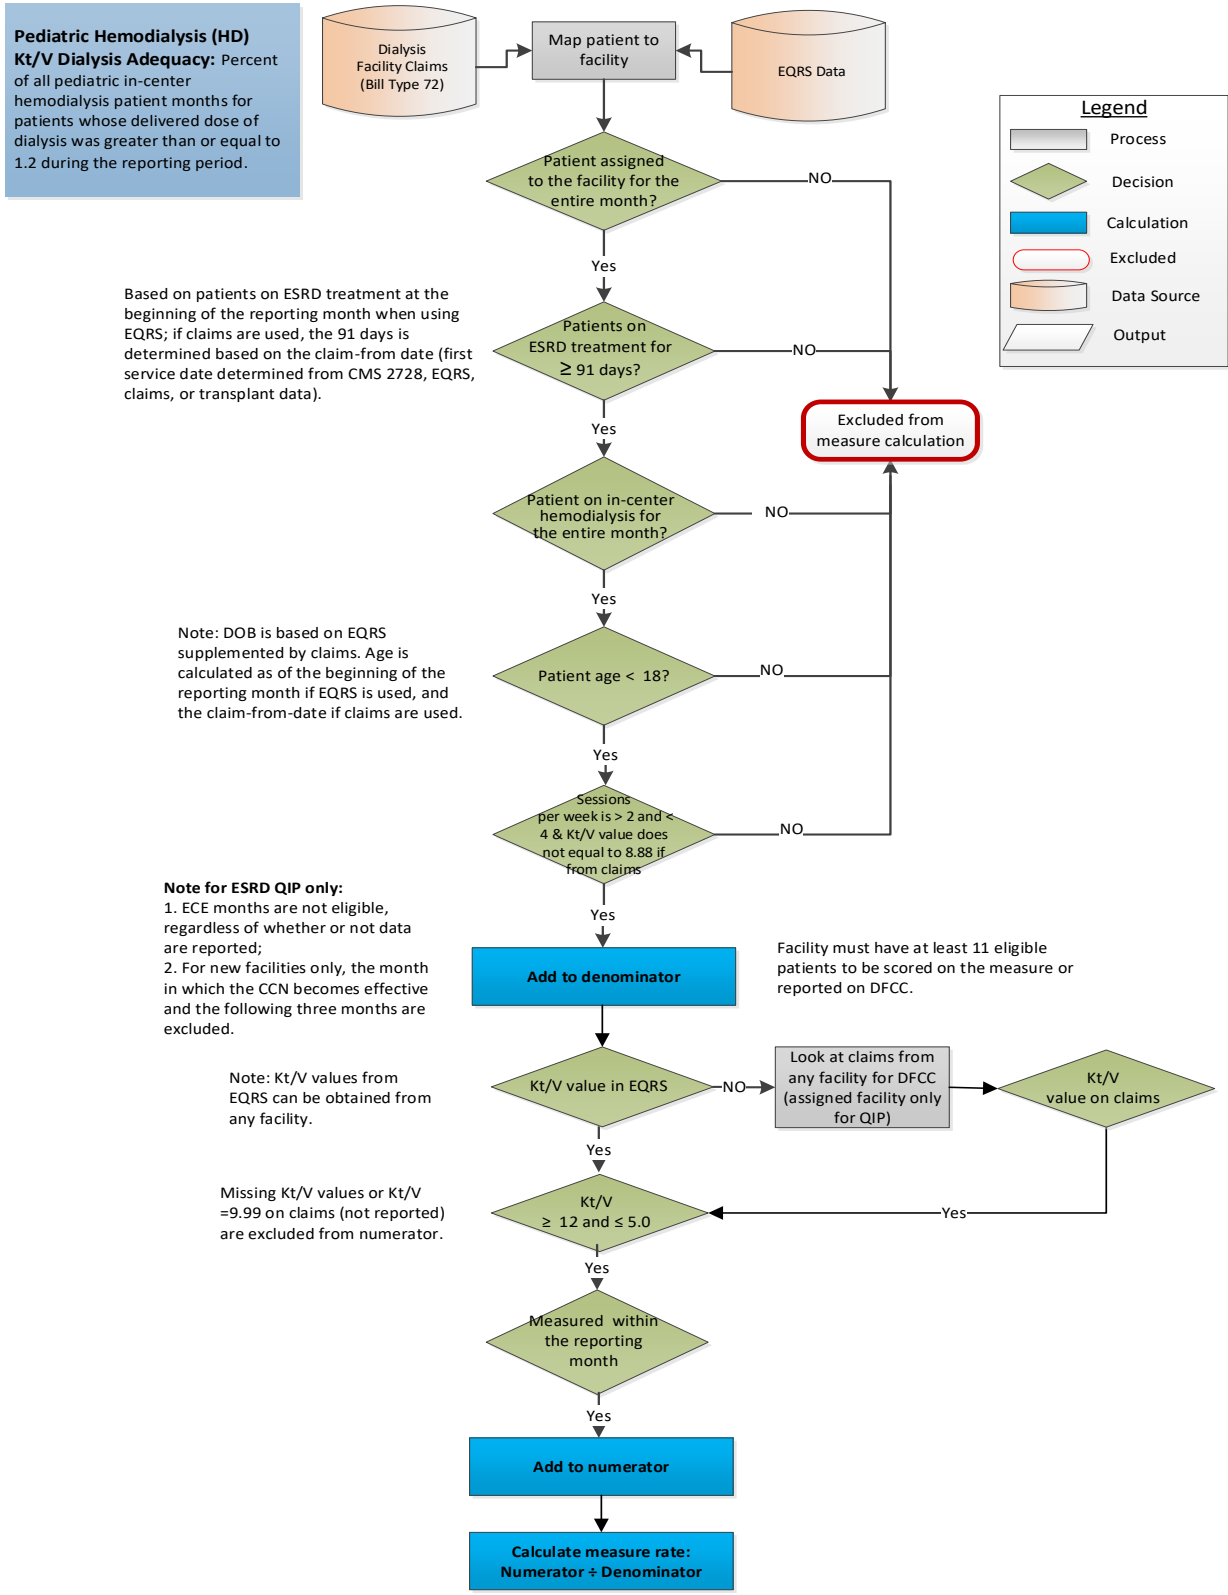 Pediatric Hemodialysis (HD)
Kt/V Dialysis Adequacy: Percent
of all pediatric in-center
hemodialysis patient months for
patients whose delivered dose of
dialysis was greater than or equal to
1.2 during the reporting period.
Dialysis
Facility Claims
(Bill Type 72)
Map patient to
facility
EQRS Data
Legend
Process
Decision
Calculation
Excluded
Data Source
Output
Patient assigned
to the facility for the
entire month?
NO
Yes
Based on patients on ESRD treatment at the
beginning of the reporting month when using
EQRS; if claims are used, the 91 days is
determined based on the claim-from date (first
service date determined from CMS 2728, EQRS,
claims, or transplant data).
Patients on
ESRD treatment for
≥ 91 days?
NO
Yes
Excluded from
measure calculation
Patient on in-center
hemodialysis for
the entire month?
NO
Yes
Note: DOB is based on EQRS
supplemented by claims. Age is
calculated as of the beginning of the
reporting month if EQRS is used, and
the claim-from-date if claims are used.
Patient age < 18?
NO
Yes
Sessions
per week is > 2 and <
4 & Kt/V value does
not equal to 8.88 if
from claims
NO
Yes
Note for ESRD QIP only:
1. ECE months are not eligible,
regardless of whether or not data
are reported;
2. For new facilities only, the month
in which the CCN becomes effective
and the following three months are
excluded.
Add to denominator
Facility must have at least 11 eligible
patients to be scored on the measure or
reported on DFCC.
Note: Kt/V values from
EQRS can be obtained from
any facility.
Kt/V value in EQRS
NO
Look at claims from
any facility for DFCC
(assigned facility only
for QIP)
Kt/V
value on claims
Yes
Yes
Missing Kt/V values or Kt/V
=9.99 on claims (not reported)
are excluded from numerator.
Kt/V
≥ 12 and ≤ 5.0
Yes
Measured within
the reporting
month
Yes
Add to numerator
Calculate measure rate:
Numerator ÷ Denominator